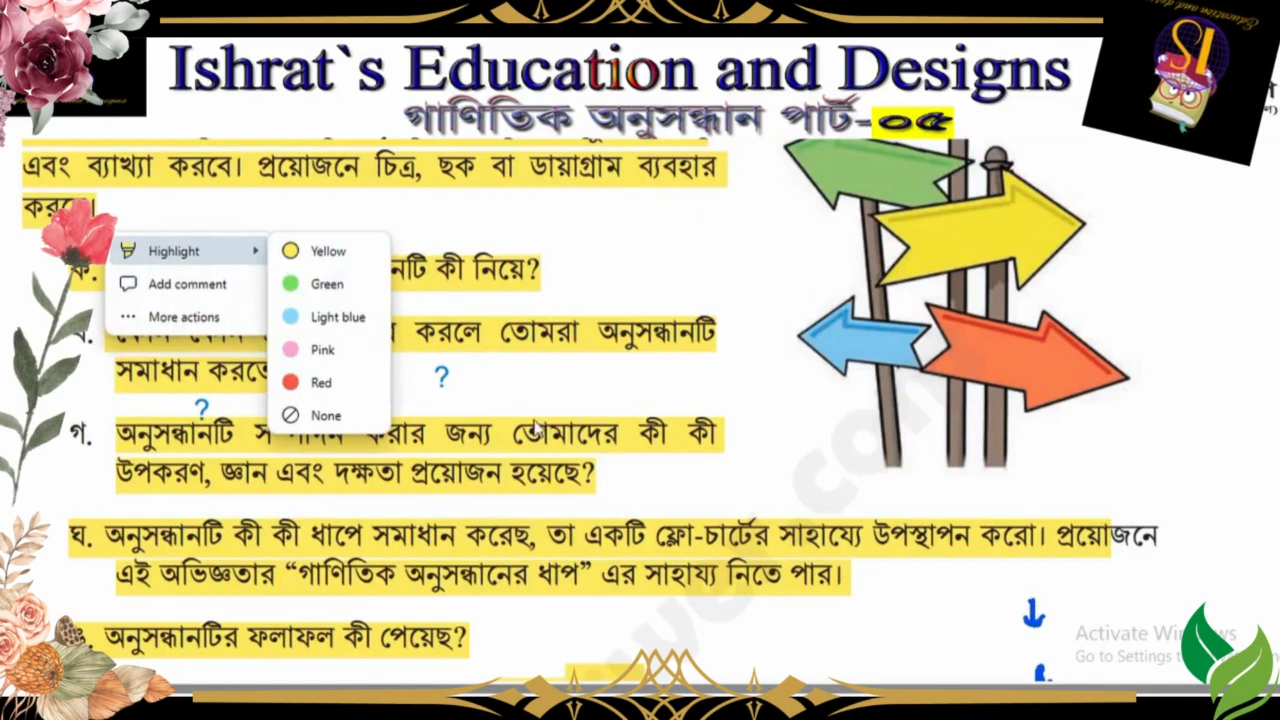 Ishrat`s Education and Designs
গাণিতিক অনুসন্ধান পার্ট-০৫
SI
এবং ব্যাখ্যা করবে। প্রয়োজনে চিত্র, ছক বা ডায়াগ্রাম ব্যবহার
Highlight
Add comment
More actions
Yellow
Green
Light blue
Pink
Red
None
ক. কী নিয়ে?
করলে তোমরা অনুসন্ধানটি
সমাধান
?
?
গ. অনুসন্ধানটি করার জন্য তোমাদের কী কী
উপকরণ, জ্ঞান এবং দক্ষতা প্রয়োজন হয়েছে?
ঘ. অনুসন্ধানটি কী কী ধাপে সমাধান করেছ, তা একটি ফ্লো-চার্টের সাহায্যে উপস্থাপন করো। প্রয়োজনে
এই অভিজ্ঞতার “গাণিতিক অনুসন্ধানের ধাপ” এর সাহায্য নিতে পার।
অনুসন্ধানটির ফলাফল কী পেয়েছ?
Activate
Go to Settings